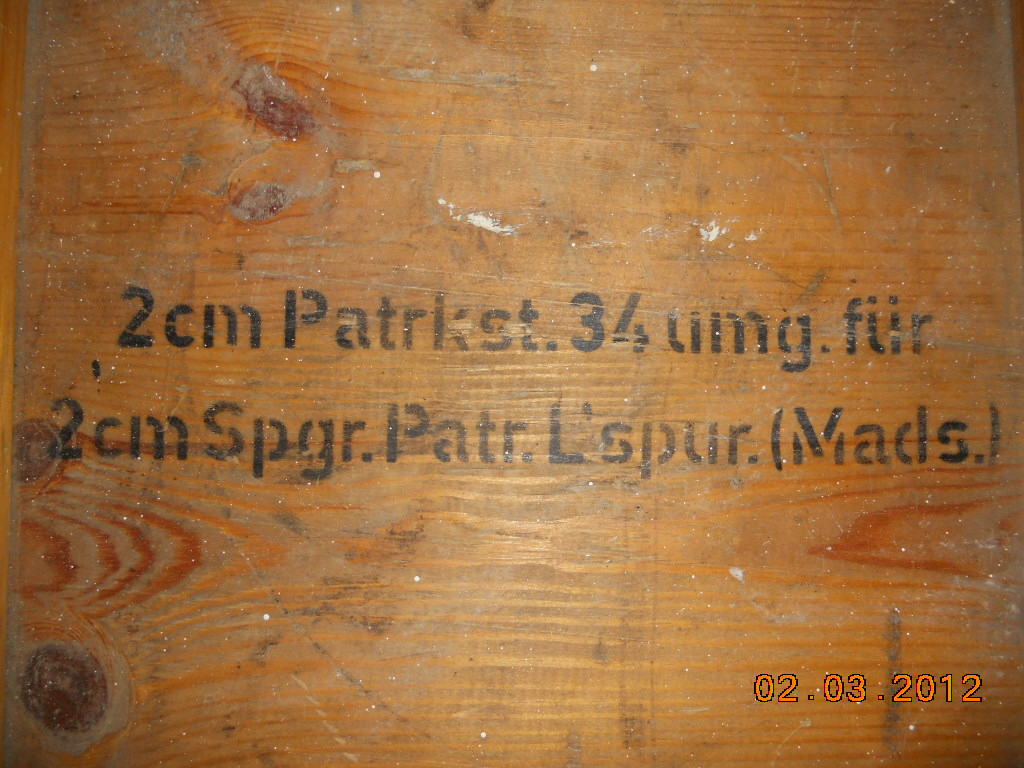 2cm Patrkst. 34 umg. für
2cm Spgr. Patr. L'spur. (Mads.)
02.03.2012